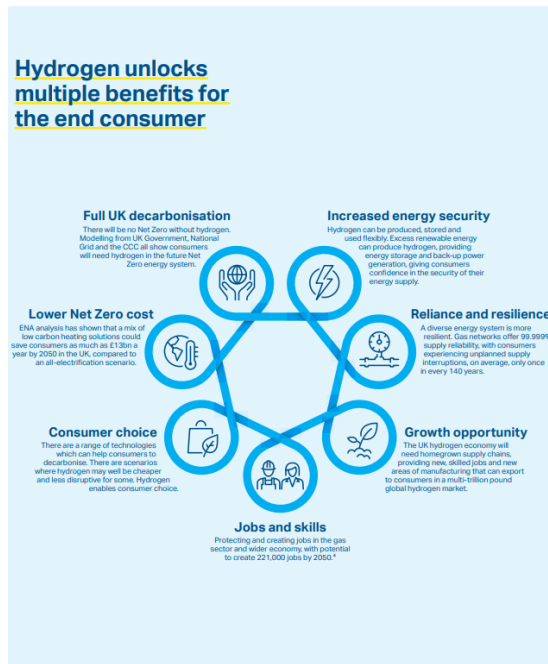 Hydrogen unlocks
multiple benefits for
the end consumer
Full UK decarbonisation
There will be no Net Zero without hydrogen.
Modelling from UK Government, National
Grid and the CCC all show consumers
will need hydrogen in the future Net
Zero energy system.
Increased energy security
Hydrogen can be produced, stored and
used flexibly. Excess renewable energy
can produce hydrogen, providing
energy storage and back-up power
generation, giving consumers
confidence in the security of their
energy supply.
Lower Net Zero cost
ENA analysis has shown that a mix of
low carbon heating solutions could
save consumers as much as £13bn a
year by 2050 in the UK, compared to
an all-electrification scenario.
Reliance and resilience
A diverse energy system is more
resilient. Gas networks offer 99.999%
supply reliability, with consumers
experiencing unplanned supply
interruptions, on average, only once
in every 140 years.
Consumer choice
There are a range of technologies
which can help consumers to
decarbonise. There are scenarios
where hydrogen may well be cheaper
and less disruptive for some. Hydrogen
enables consumer choice.
Growth opportunity
The UK hydrogen economy will
need homegrown supply chains,
providing new, skilled jobs and new
areas of manufacturing that can export
to consumers in a multi-trillion pound
global hydrogen market.
Jobs and skills
Protecting and creating jobs in the gas
sector and wider economy, with potential
to create 221,000 jobs by 2050.